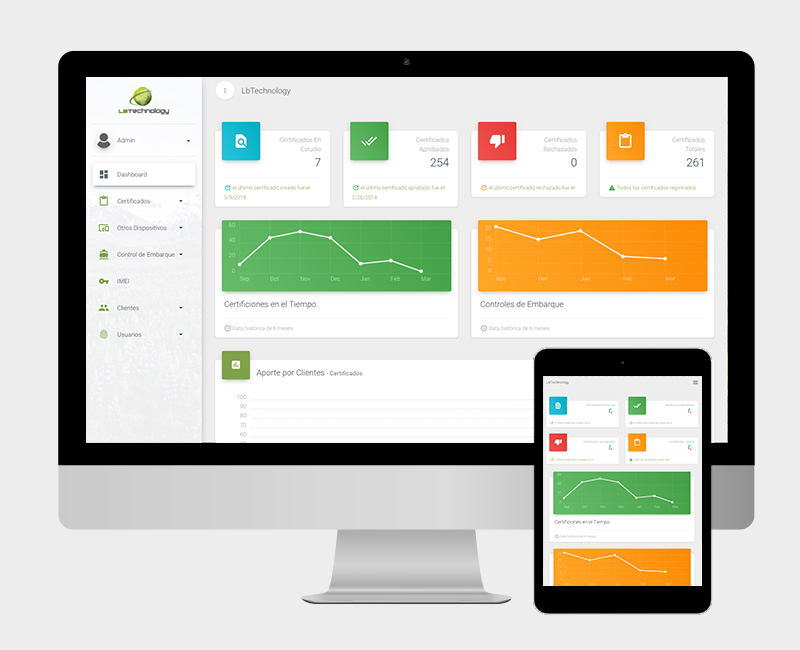 LBTechnology
LbTechnology
Admin
Dashboard
Certificados
Otros Dispositivos
Control de Embarque
IMEI
Clientes
Usuarios
Certificados En
Estudio
7
el último certificado creado fue el
3/9/2018
Certificados
Aprobados
254
el último certificado aprobado fue el
2/26/2018
Certificados
Rechazados
0
el último certificado rechazado fue el
Certificados
Totales
261
Todos los certificados registrados
60
40
20
0
Sep Oct Nov Dec Jan Feb Mar
Certificiones en el Tiempo
Data histórica de 6 meses
20
15
10
5
0
Nov Dec Jan Feb Mar
Controles de Embarque
Data histórica de 6 meses
Aporte por Clientes - Certificados
100
90
80
70
60
LbTechnology
Certificiones en el Tiempo